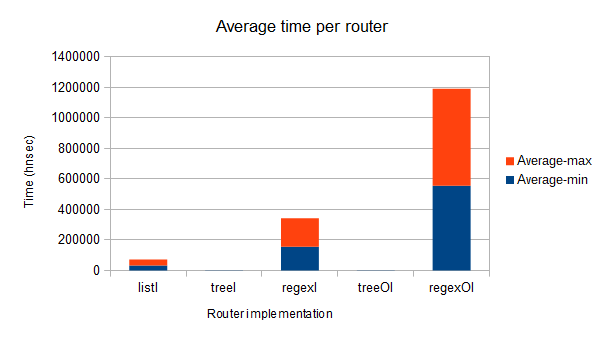 Average time per router
1400000
1200000
1000000
800000
600000
400000
200000
0
Time (hnsec)
listI
treeI
regexI
treeOI
regexOI
Router implementation
Average-max
Average-min